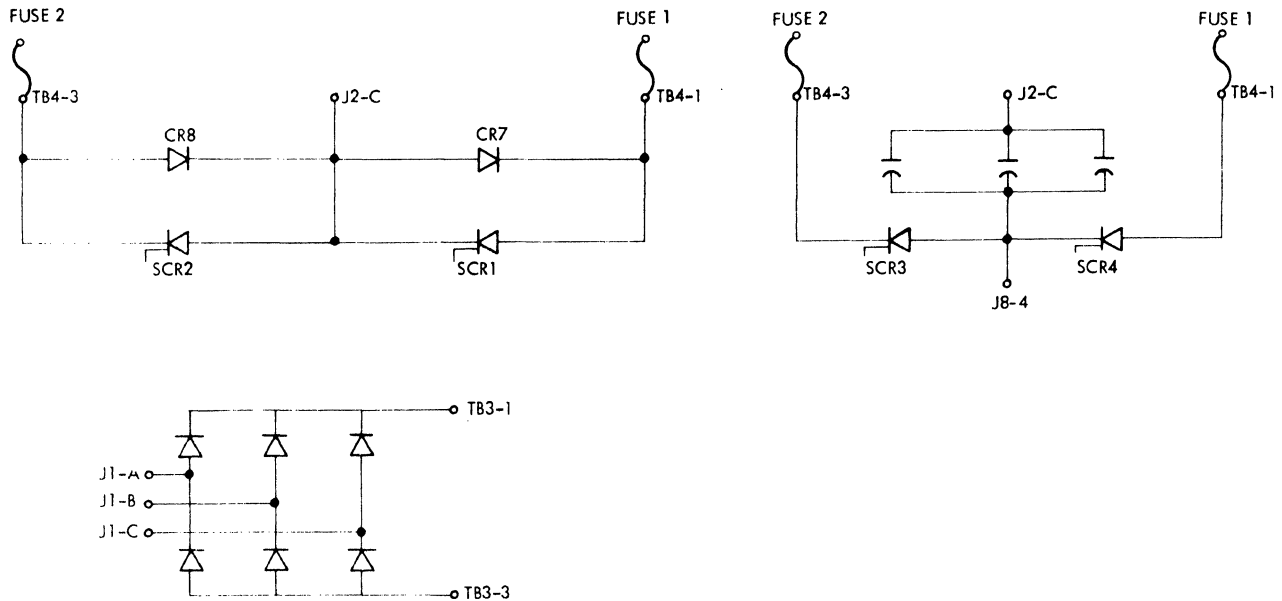 FUSE 2
FUSE 1
TB4-3
J2-C
TB4-1
CR8
CR7
SCR2
SCR1
FUSE 2
FUSE 1
TB4-3
J2-C
TB4-1
SCR3
SCR4
J8-4
TB3-1
J1-A
J1-B
J1-C
TB3-3